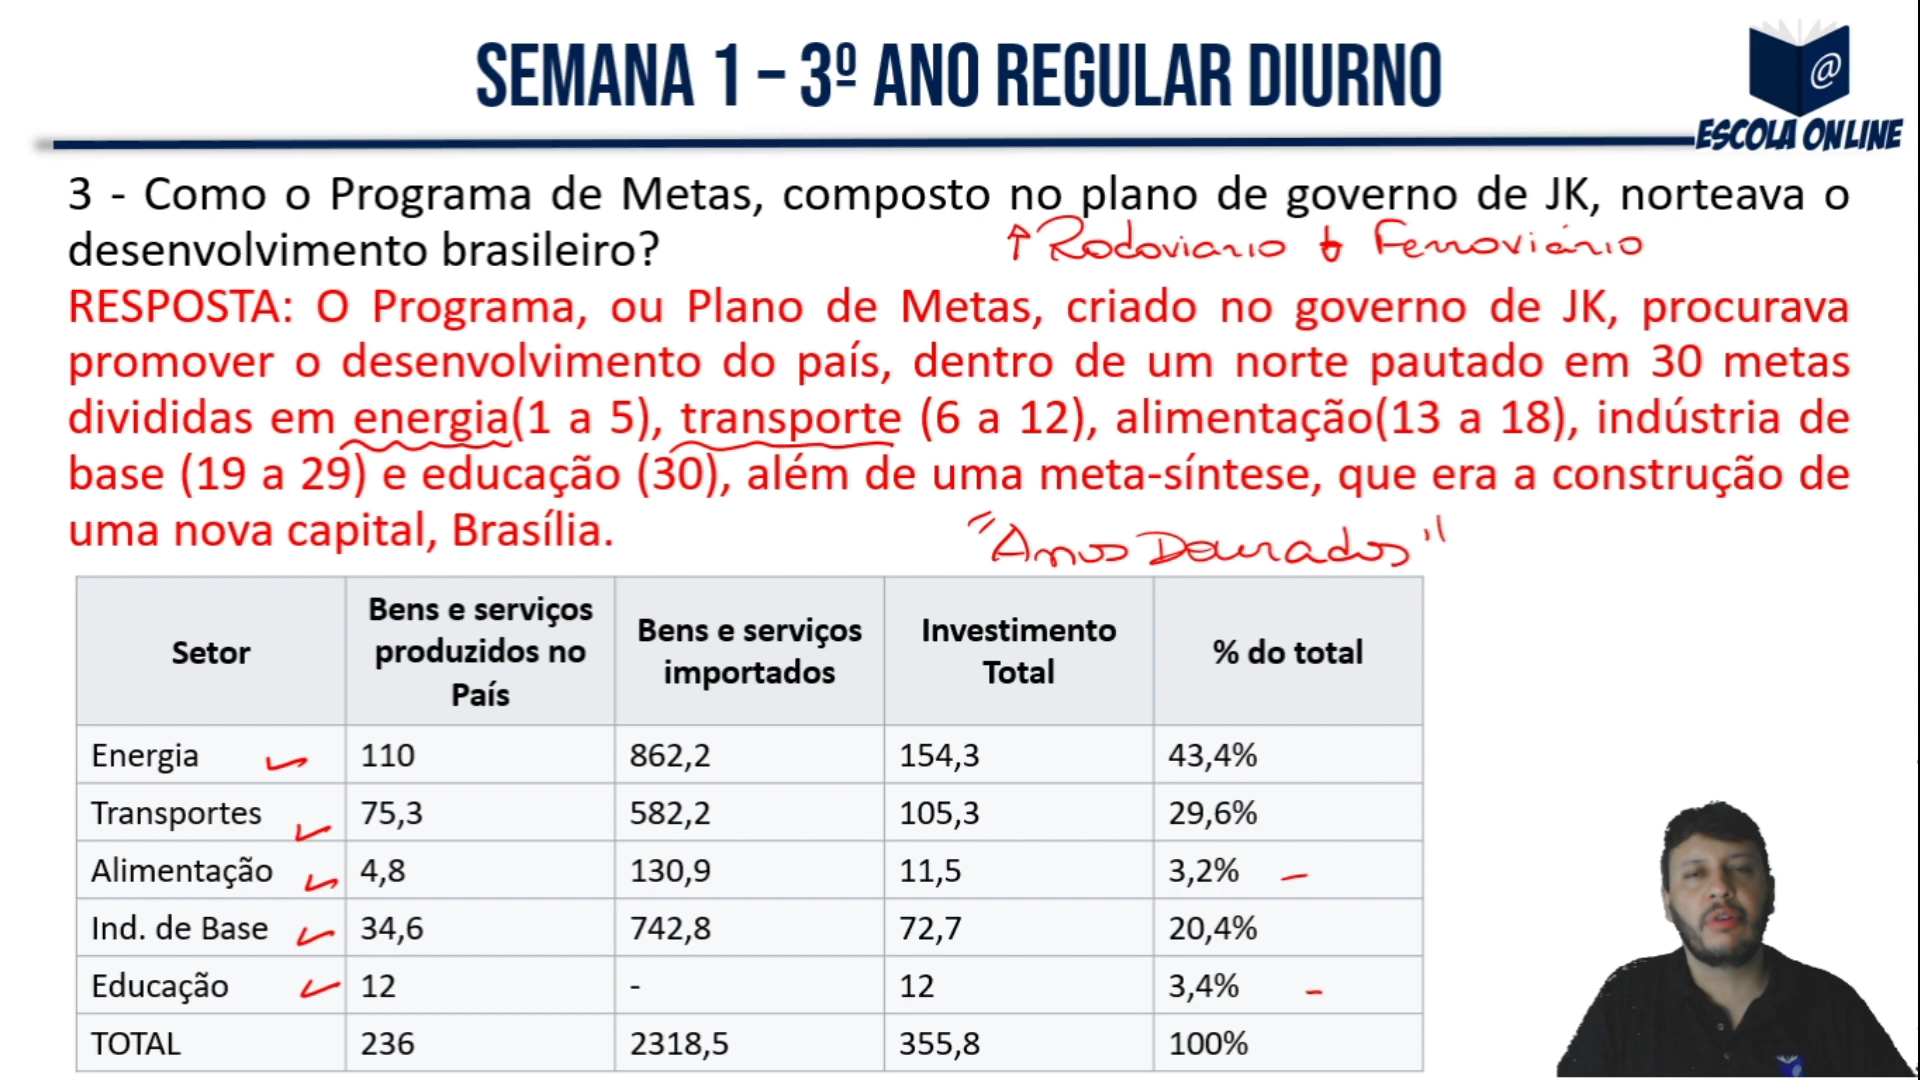 SEMANA 1 – 3º ANO REGULAR DIURNO
@
ESCOLA ONLINE
3 - Como o Programa de Metas, composto no plano de governo de JK, norteava o
desenvolvimento brasileiro?
↑ Rodoviario ↓ Ferroviário
RESPOSTA: O Programa, ou Plano de Metas, criado no governo de JK, procurava
promover o desenvolvimento do país, dentro de um norte pautado em 30 metas
divididas em energia(1 a 5), transporte (6 a 12), alimentação(13 a 18), indústria de
base (19 a 29) e educação (30), além de uma meta-síntese, que era a construção de
uma nova capital, Brasília.
"Anos Dourados"
Setor Bens e serviços produzidos no País Bens e serviços importados Investimento Total % do total
Energia 110 862,2 154,3 43,4%
Transportes 75,3 582,2 105,3 29,6%
Alimentação 4,8 130,9 11,5 3,2%
Ind. de Base 34,6 742,8 72,7 20,4%
Educação 12 - 12 3,4%
TOTAL 236 2318,5 355,8 100%